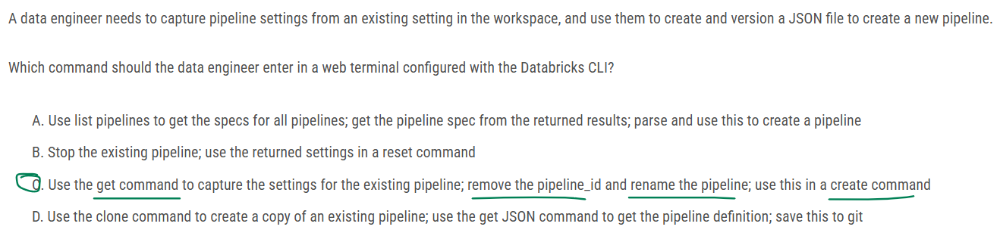 A data engineer needs to capture pipeline settings from an existing setting in the workspace, and use them to create and version a JSON file to create a new pipeline.
Which command should the data engineer enter in a web terminal configured with the Databricks CLI?
A. Use list pipelines to get the specs for all pipelines; get the pipeline spec from the returned results; parse and use this to create a pipeline
B. Stop the existing pipeline; use the returned settings in a reset command
C. Use the get command to capture the settings for the existing pipeline; remove the pipeline_id and rename the pipeline; use this in a create command
D. Use the clone command to create a copy of an existing pipeline; use the get JSON command to get the pipeline definition; save this to git